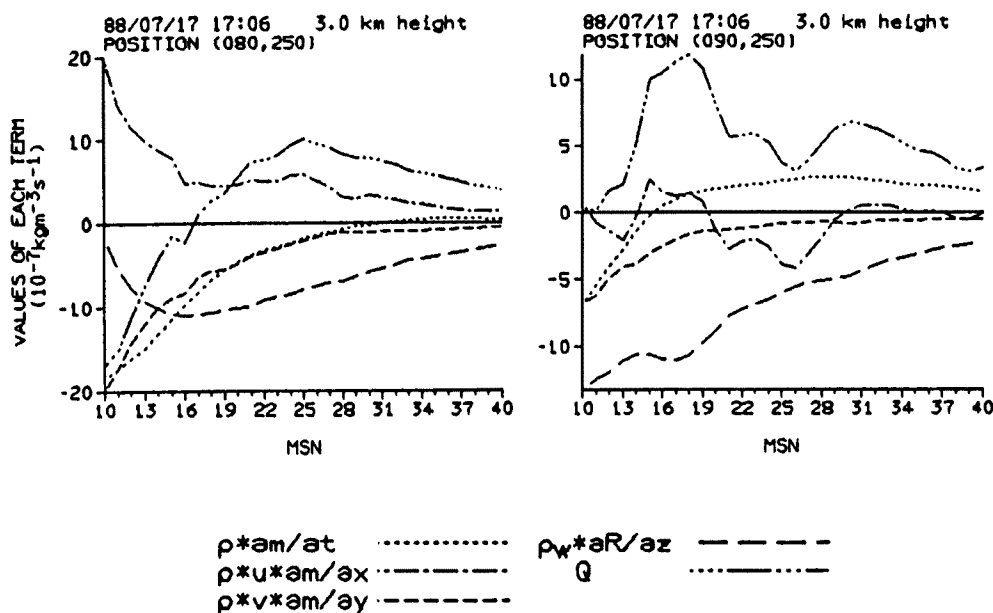 88/07/17 17:06 3.0 km height
POSITION (080,250)
88/07/17 17:06 3.0 km height
POSITION (090,250)
VALUES OF EACH TERM
(10-7kgm-3s-1)
20
10
0
-10
-20
10 13 16 19 22 25 28 31 34 37 40
MSN
10
5
0
-5
-10
10 13 16 19 22 25 28 31 34 37 40
MSN
ρ*∂m/∂t
ρ*u*∂m/∂x
ρ*v*∂m/∂y
ρw*∂R/∂z
Q